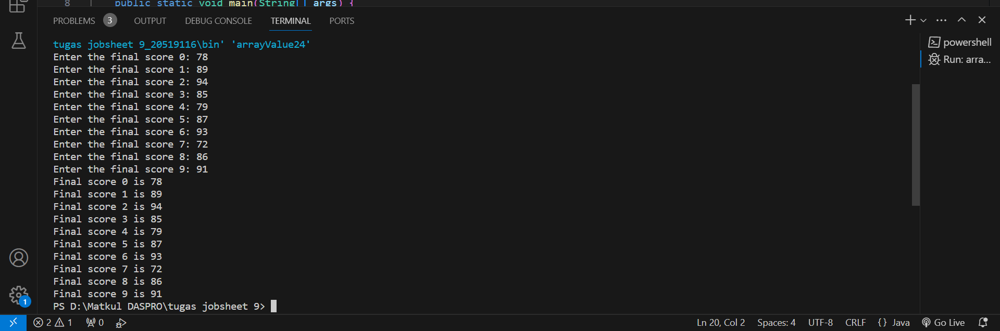 8 public static void main(String[] args) {
PROBLEMS 3 OUTPUT DEBUG CONSOLE TERMINAL PORTS
tugas jobsheet 9_20519116\bin' 'arrayValue24'
Enter the final score 0: 78
Enter the final score 1: 89
Enter the final score 2: 94
Enter the final score 3: 85
Enter the final score 4: 79
Enter the final score 5: 87
Enter the final score 6: 93
Enter the final score 7: 72
Enter the final score 8: 86
Enter the final score 9: 91
Final score 0 is 78
Final score 1 is 89
Final score 2 is 94
Final score 3 is 85
Final score 4 is 79
Final score 5 is 87
Final score 6 is 93
Final score 7 is 72
Final score 8 is 86
Final score 9 is 91
PS D:\Matkul DASPRO\tugas jobsheet 9>
powershell
Run: arra...
1
2 1 0 Ln 20, Col 2 Spaces: 4 UTF-8 CRLF {} Java Go Live